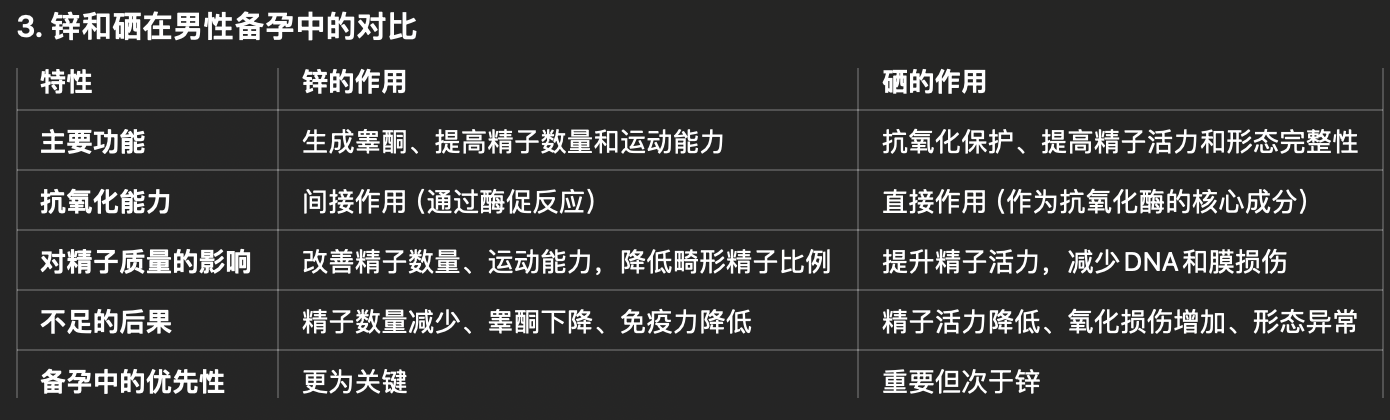 3. 锌和硒在男性备孕中的对比
特性 锌的作用 硒的作用
主要功能 生成睾酮、提高精子数量和运动能力 抗氧化保护、提高精子活力和形态完整性
抗氧化能力 间接作用（通过酶促反应） 直接作用（作为抗氧化酶的核心成分）
对精子质量的影响 改善精子数量、运动能力，降低畸形精子比例 提升精子活力，减少DNA和膜损伤
不足的后果 精子数量减少、睾酮下降、免疫力降低 精子活力降低、氧化损伤增加、形态异常
备孕中的优先性 更为关键 重要但次于锌